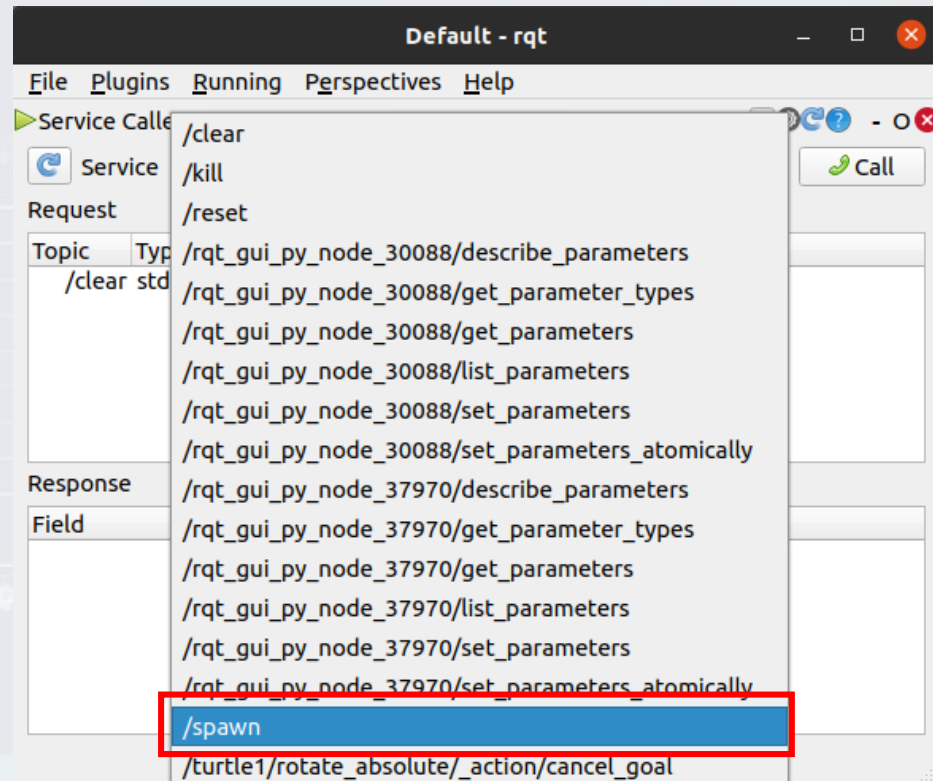 Default - rqt
File Plugins Running Perspectives Help
Service Calle - O
Service Call
Request
Topic Typ
/clear std
Response
Field
/clear
/kill
/reset
/rqt_gui_py_node_30088/describe_parameters
/rqt_gui_py_node_30088/get_parameter_types
/rqt_gui_py_node_30088/get_parameters
/rqt_gui_py_node_30088/list_parameters
/rqt_gui_py_node_30088/set_parameters
/rqt_gui_py_node_30088/set_parameters_atomically
/rqt_gui_py_node_37970/describe_parameters
/rqt_gui_py_node_37970/get_parameter_types
/rqt_gui_py_node_37970/get_parameters
/rqt_gui_py_node_37970/list_parameters
/rqt_gui_py_node_37970/set_parameters
/rqt_gui_py_node_37970/set_parameters_atomically
/spawn
/turtle1/rotate_absolute/_action/cancel_goal